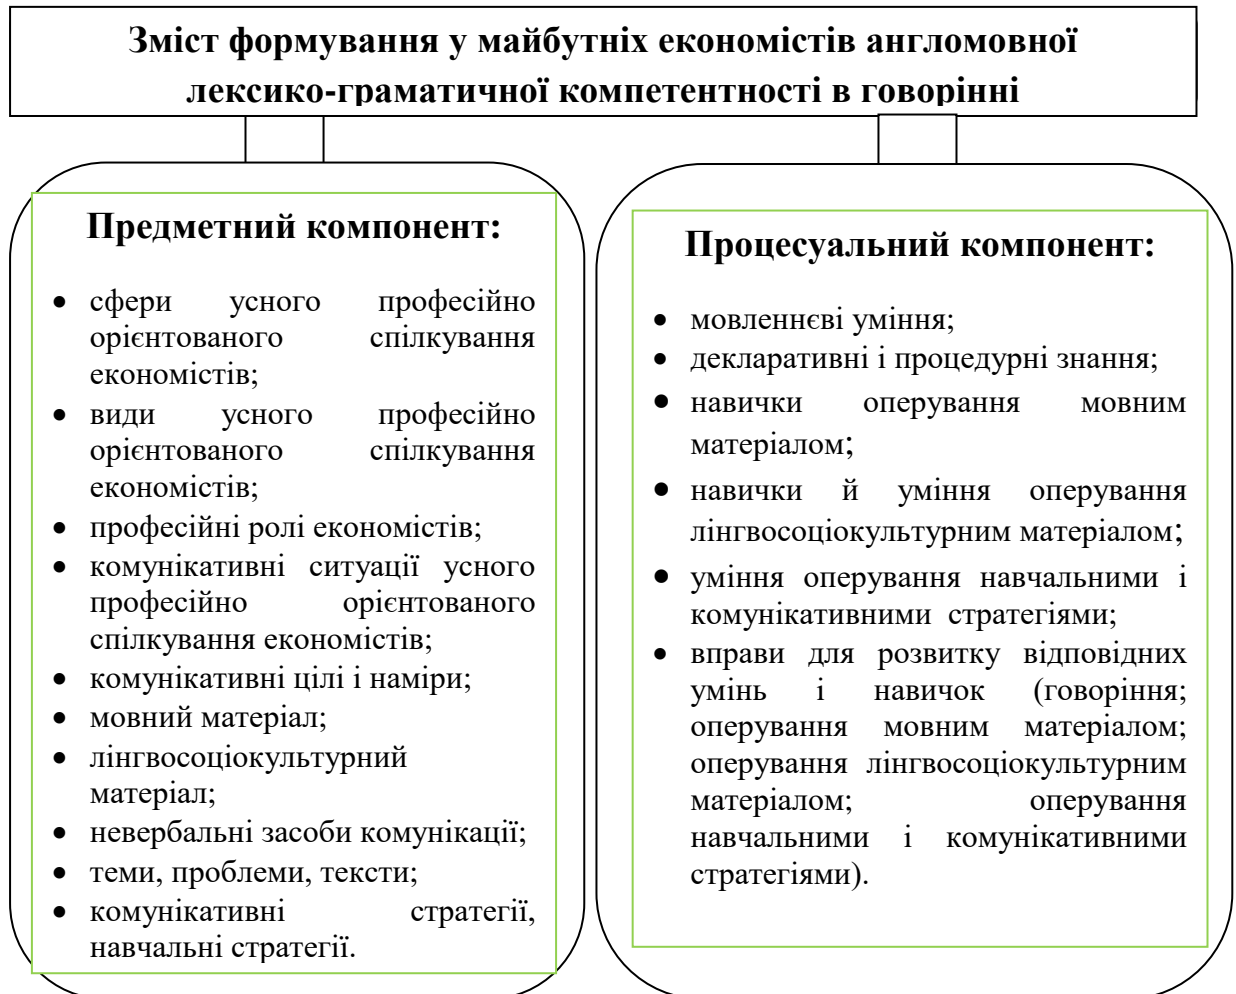 Зміст формування у майбутніх економістів англомовної
лексико-граматичної компетентності в говорінні
Предметний компонент:
• сфери усного професійно
орієнтованого спілкування
економістів;
• види усного професійно
орієнтованого спілкування
економістів;
• професійні ролі економістів;
• комунікативні ситуації усного
професійно орієнтованого
спілкування економістів;
• комунікативні цілі і наміри;
• мовний матеріал;
• лінгвосоціокультурний
матеріал;
• невербальні засоби комунікації;
• теми, проблеми, тексти;
• комунікативні стратегії,
навчальні стратегії.
Процесуальний компонент:
• мовленнєві уміння;
• декларативні і процедурні знання;
• навички оперування мовним
матеріалом;
• навички й уміння оперування
лінгвосоціокультурним матеріалом;
• уміння оперування навчальними і
комунікативними стратегіями;
• вправи для розвитку відповідних
умінь і навичок (говоріння;
оперування мовним матеріалом;
оперування лінгвосоціокультурним
матеріалом; оперування
навчальними і комунікативними
стратегіями).